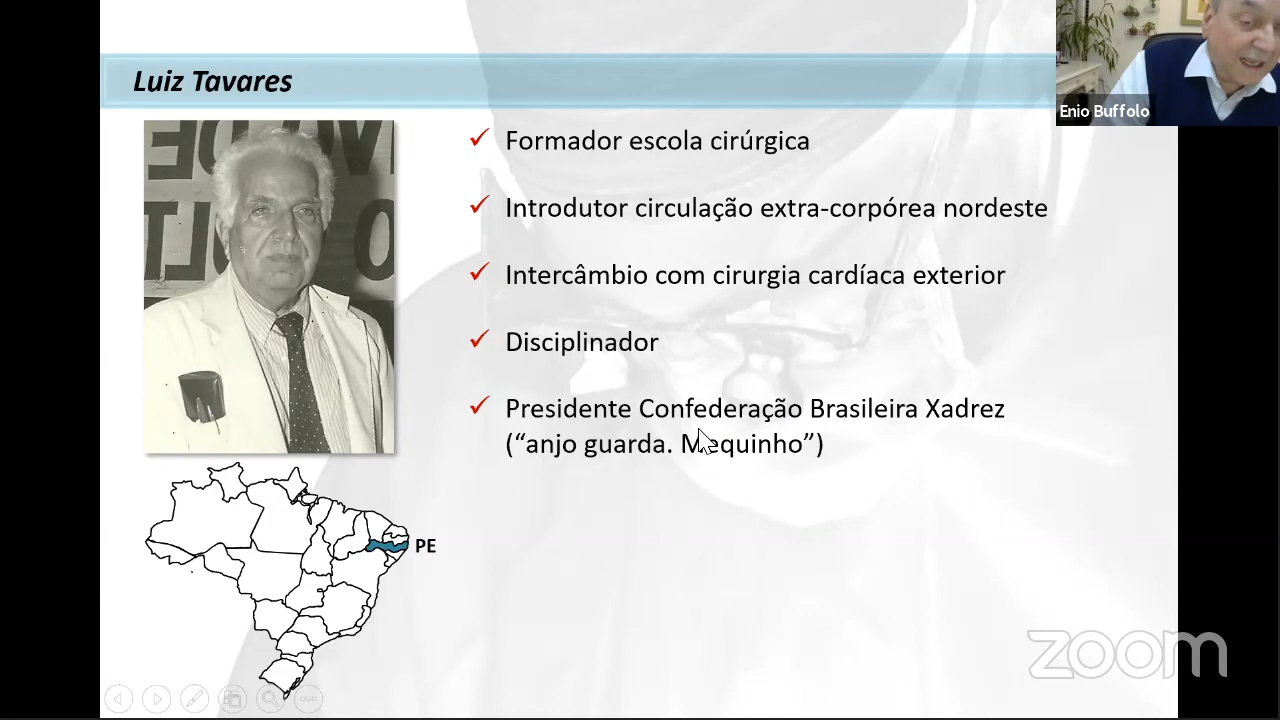 Luiz Tavares
Enio Buffolo
Formador escola cirúrgica
Introdutor circulação extra-corpórea nordeste
Intercâmbio com cirurgia cardíaca exterior
Disciplinador
Presidente Confederação Brasileira Xadrez
(“anjo guarda. Mequinho”)
PE
zoom